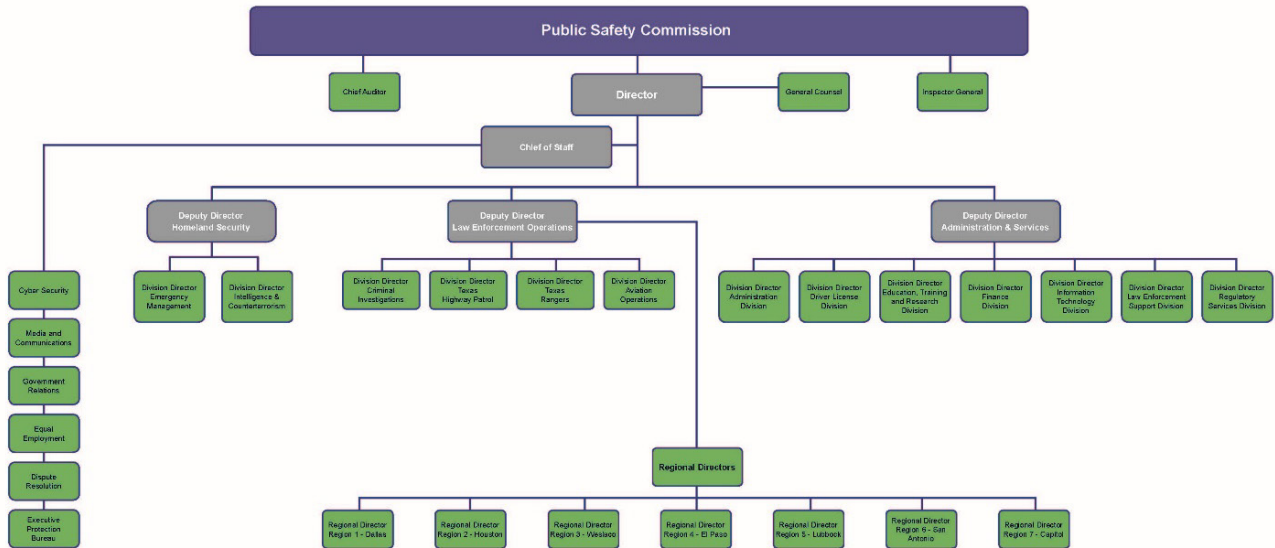 Public Safety Commission
Chief Auditor
Director
General Counsel
Inspector General
Chief of Staff
Deputy Director
Homeland Security
Deputy Director
Law Enforcement Operations
Deputy Director
Administration & Services
Cyber Security
Division Director
Emergency
Management
Division Director
Intelligence &
Counterterrorism
Division Director
Criminal
Investigations
Division Director
Texas
Highway Patrol
Division Director
Texas
Rangers
Division Director
Aviation
Operations
Division Director
Administration
Division
Division Director
Driver License
Division
Division Director
Education, Training
and Research
Division
Division Director
Finance
Division
Division Director
Information
Technology
Division
Division Director
Law Enforcement
Support Division
Division Director
Regulatory
Services Division
Media and
Communications
Government
Relations
Equal
Employment
Dispute
Resolution
Executive
Protection
Bureau
Regional Directors
Regional Director
Region 1 - Dallas
Regional Director
Region 2 - Houston
Regional Director
Region 3 - Weslaco
Regional Director
Region 4 - El Paso
Regional Director
Region 5 - Lubbock
Regional Director
Region 6 - San
Antonio
Regional Director
Region 7 - Capitol